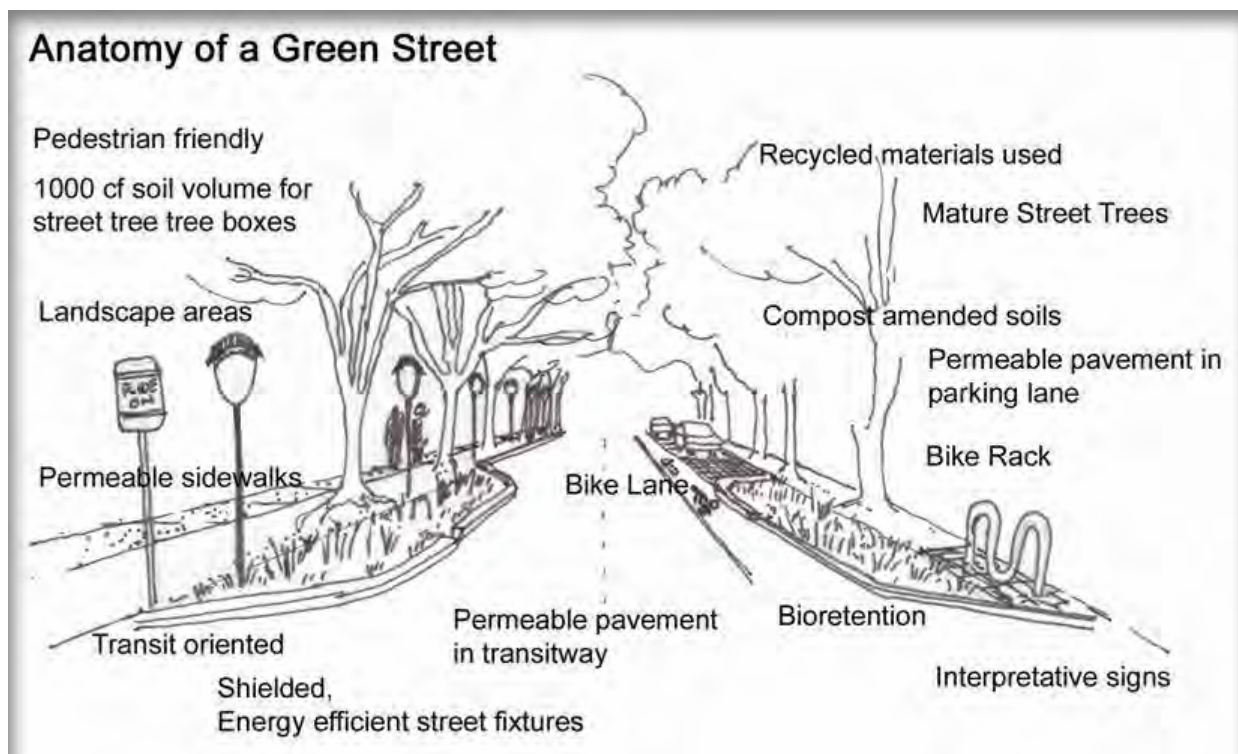 Anatomy of a Green Street
Pedestrian friendly
1000 cf soil volume for
street tree tree boxes
Landscape areas
RIDE
ON
Permeable sidewalks
Transit oriented
Shielded,
Energy efficient street fixtures
Permeable pavement
in transitway
Bike Lane
Recycled materials used
Mature Street Trees
Compost amended soils
Permeable pavement in
parking lane
Bike Rack
Bioretention
Interpretative signs